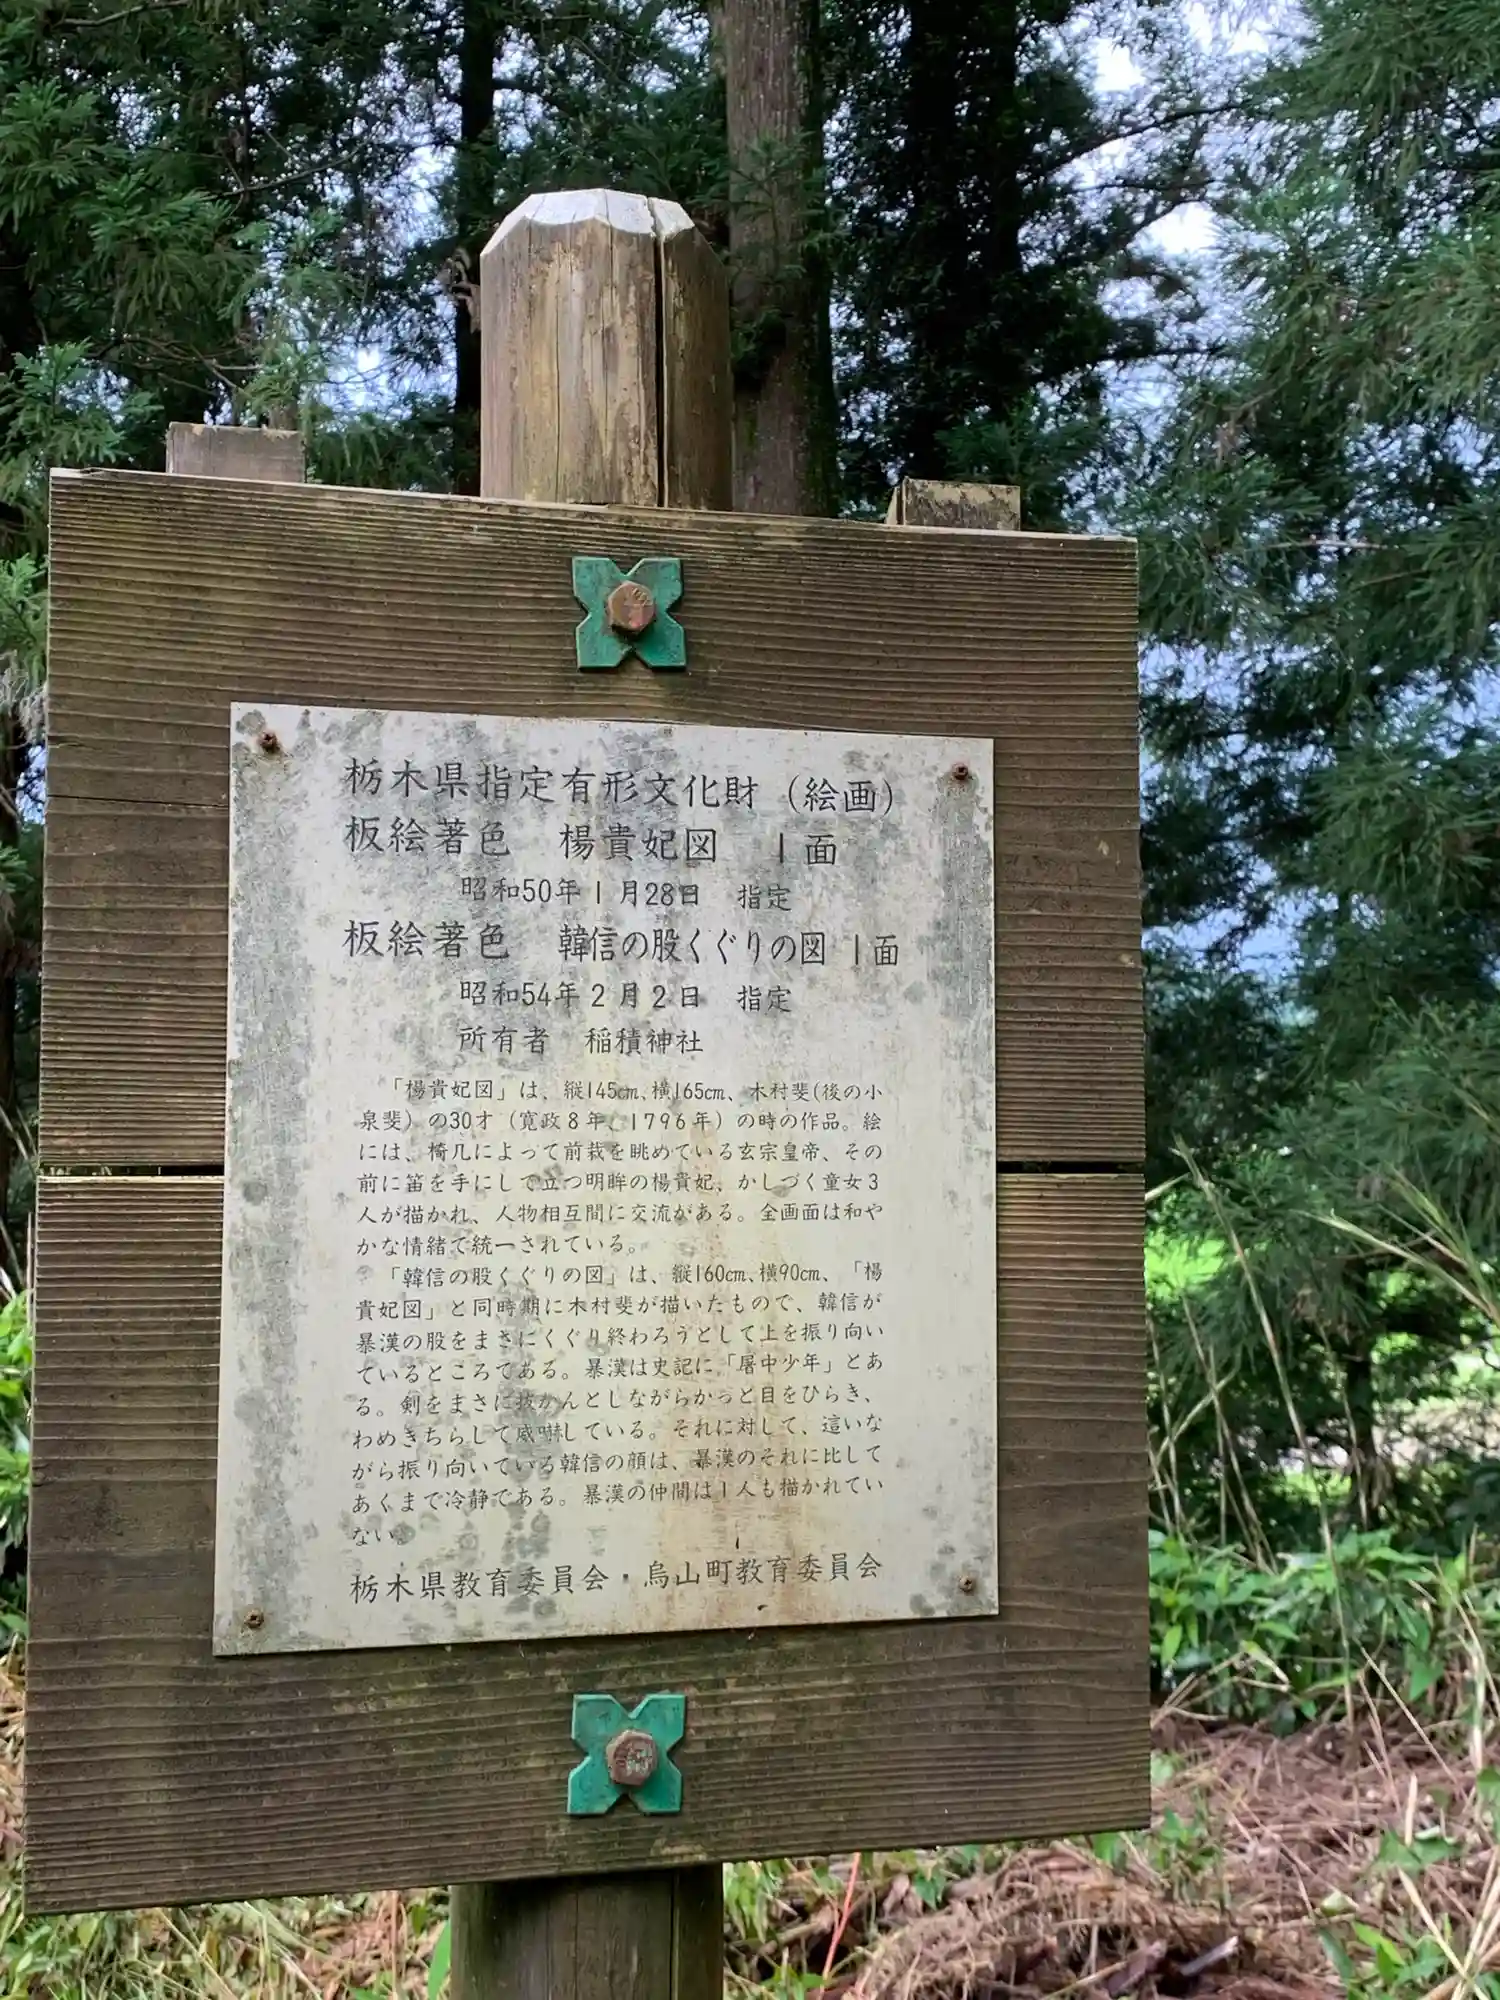 栃木県指定有形文化財（絵画）
板絵著色　楊貴妃図　1面
昭和50年1月28日　指定
板絵著色　韓信の股くぐりの図 1面
昭和54年2月2日　指定
所有者　稲積神社
「楊貴妃図」は、縦145㎝、横165㎝、木村斐(後の小
泉斐）の30才（寛政8年、1796年）の時の作品。絵
には、椅几によって前栽を眺めている玄宗皇帝、その
前に笛を手にして立つ明眸の楊貴妃、かしづく童女3
人が描かれ、人物相互間に交流がある。全画面は和や
かな情緒で統一されている。
「韓信の股くぐりの図」は、縦160㎝、横90㎝、「楊
貴妃図」と同時期に木村斐が描いたもので、韓信が
暴漢の股をまさにくぐり終わろうとして上を振り向い
ているところである。暴漢は史記に「屠中少年」とあ
る。剣をまさに抜かんとしながらかっと目をひらき、
わめきちらして威嚇している。それに対して、這いな
がら振り向いている韓信の顔は、暴漢のそれに比して
あくまで冷静である。暴漢の仲間は1人も描かれてい
ない。
栃木県教育委員会・烏山町教育委員会